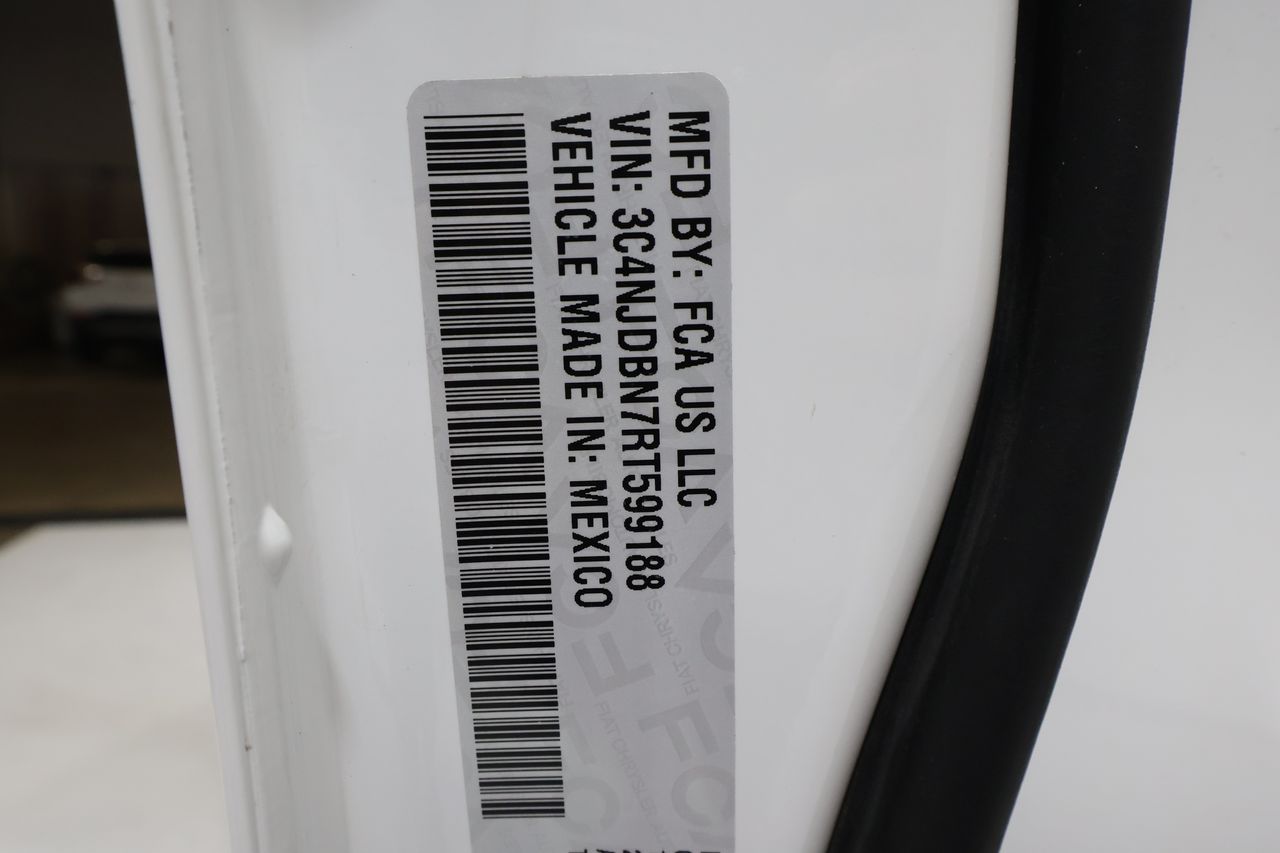 MFD BY: FCA US LLC
VIN: 3C4NJDBN7RT599188
VEHICLE MADE IN: MEXICO